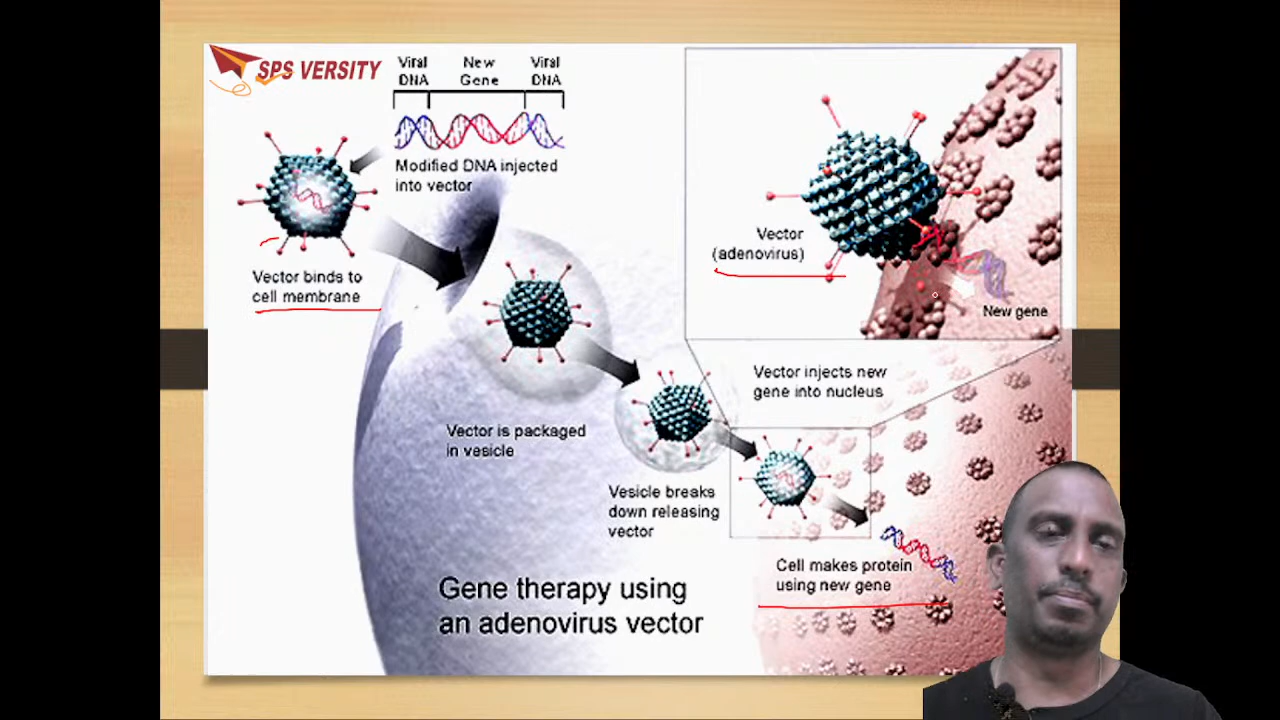 SPS VERSITY
Viral New Viral
DNA Gene DNA
Modified DNA injected
into vector
Vector binds to
cell membrane
Vector
(adenovirus)
New gene
Vector injects new
gene into nucleus
Vector is packaged
in vesicle
Vesicle breaks
down releasing
vector
Cell makes protein
using new gene
Gene therapy using
an adenovirus vector